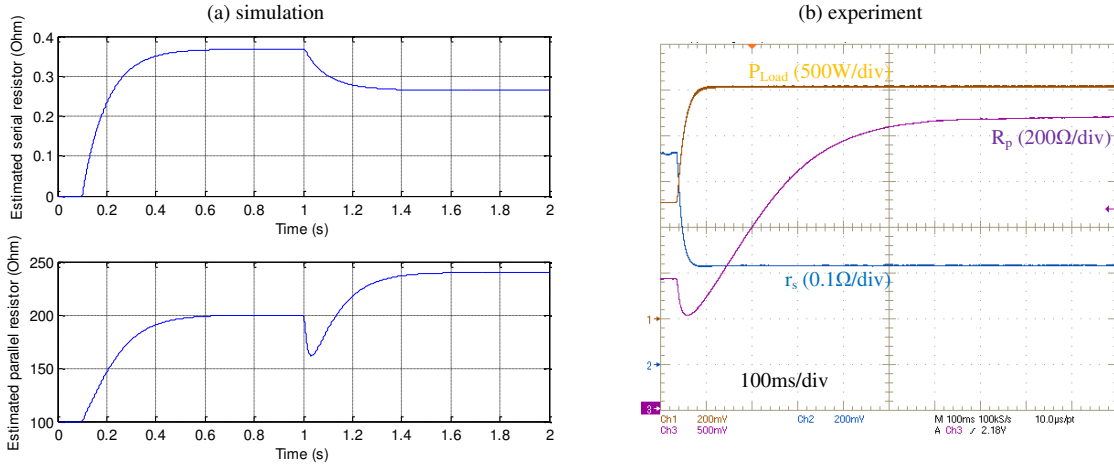 (a) simulation
Estimated serial resistor (Ohm)
0.4
0.3
0.2
0.1
0
0 0.2 0.4 0.6 0.8 1 1.2 1.4 1.6 1.8 2
Time (s)
Estimated parallel resistor (Ohm)
250
200
150
100
0 0.2 0.4 0.6 0.8 1 1.2 1.4 1.6 1.8 2
Time (s)
(b) experiment
PLoad (500W/div)
Rp (200Ω/div)
rs (0.1Ω/div)
1
2
100ms/div
3
Ch1 200mV Ch2 200mV M 100ms 100kS/s 10.0µs/pt
Ch3 500mV A Ch3 ∕ 2.18V